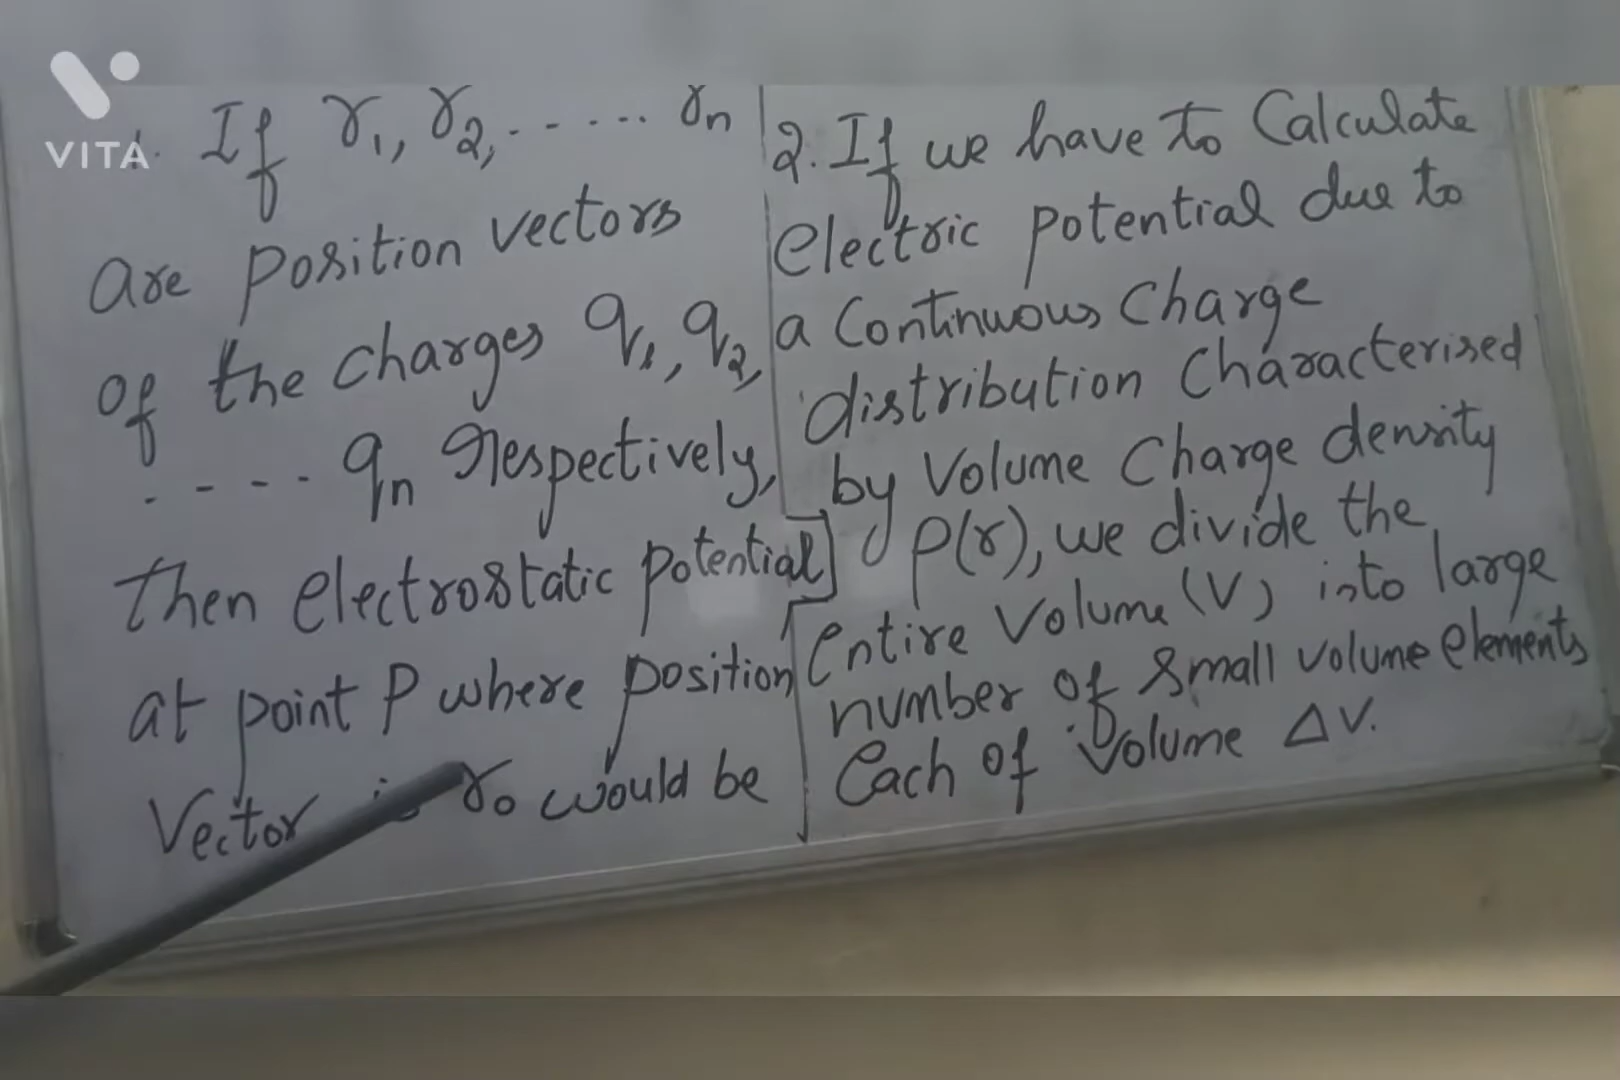 VITA
1. If r₁, r₂, ...... rₙ
are position vectors
of the charges q₁, q₂,
..... qₙ respectively,
then electrostatic potential
at point P where position
Vector is r₀ would be
2. If we have to Calculate
electric potential due to
a Continuous Charge
distribution Characterised
by Volume Charge density
ρ(r), we divide the
entire Volume (V) into large
number of small volume elements
Each of Volume ΔV.